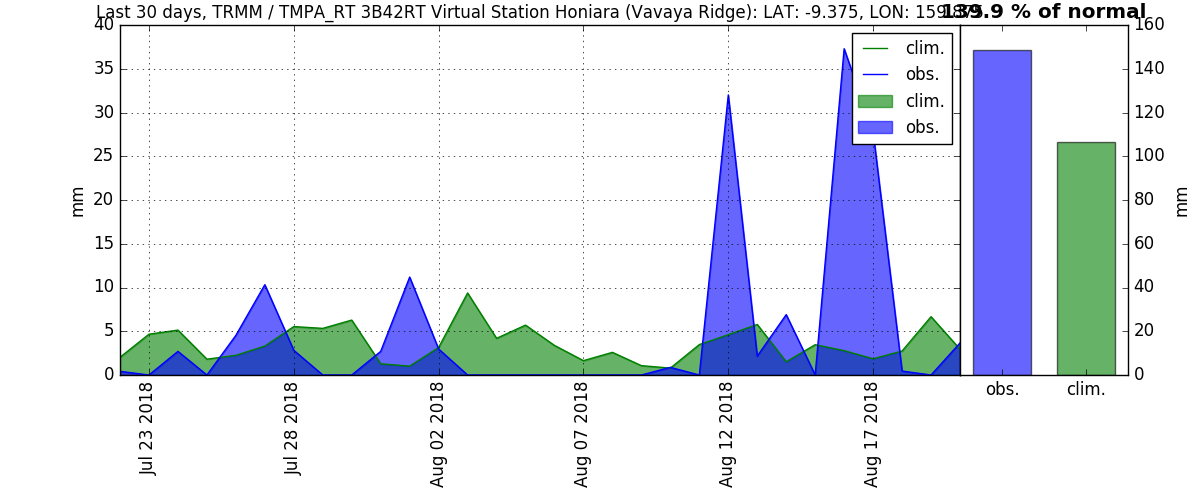 Last 30 days, TRMM / TMPA_RT 3B42RT Virtual Station Honiara (Vavaya Ridge): LAT: -9.375, LON:
139.9 % of normal
40
35
30
25
20
15
10
5
0
mm
clim.
obs.
clim.
obs.
160
140
120
100
80
60
40
20
0
mm
obs.
clim.
Jul 23 2018
Jul 28 2018
Aug 02 2018
Aug 07 2018
Aug 12 2018
Aug 17 2018